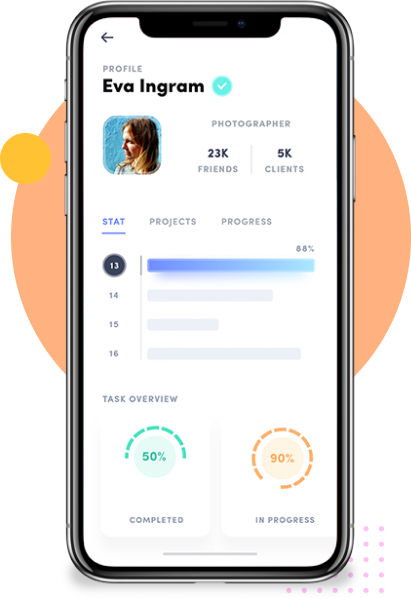 PROFILE
Eva Ingram
PHOTOGRAPHER
23K 5K
FRIENDS CLIENTS
STAT PROJECTS PROGRESS
88%
13
14
15
16
TASK OVERVIEW
50% 90%
COMPLETED IN PROGRESS